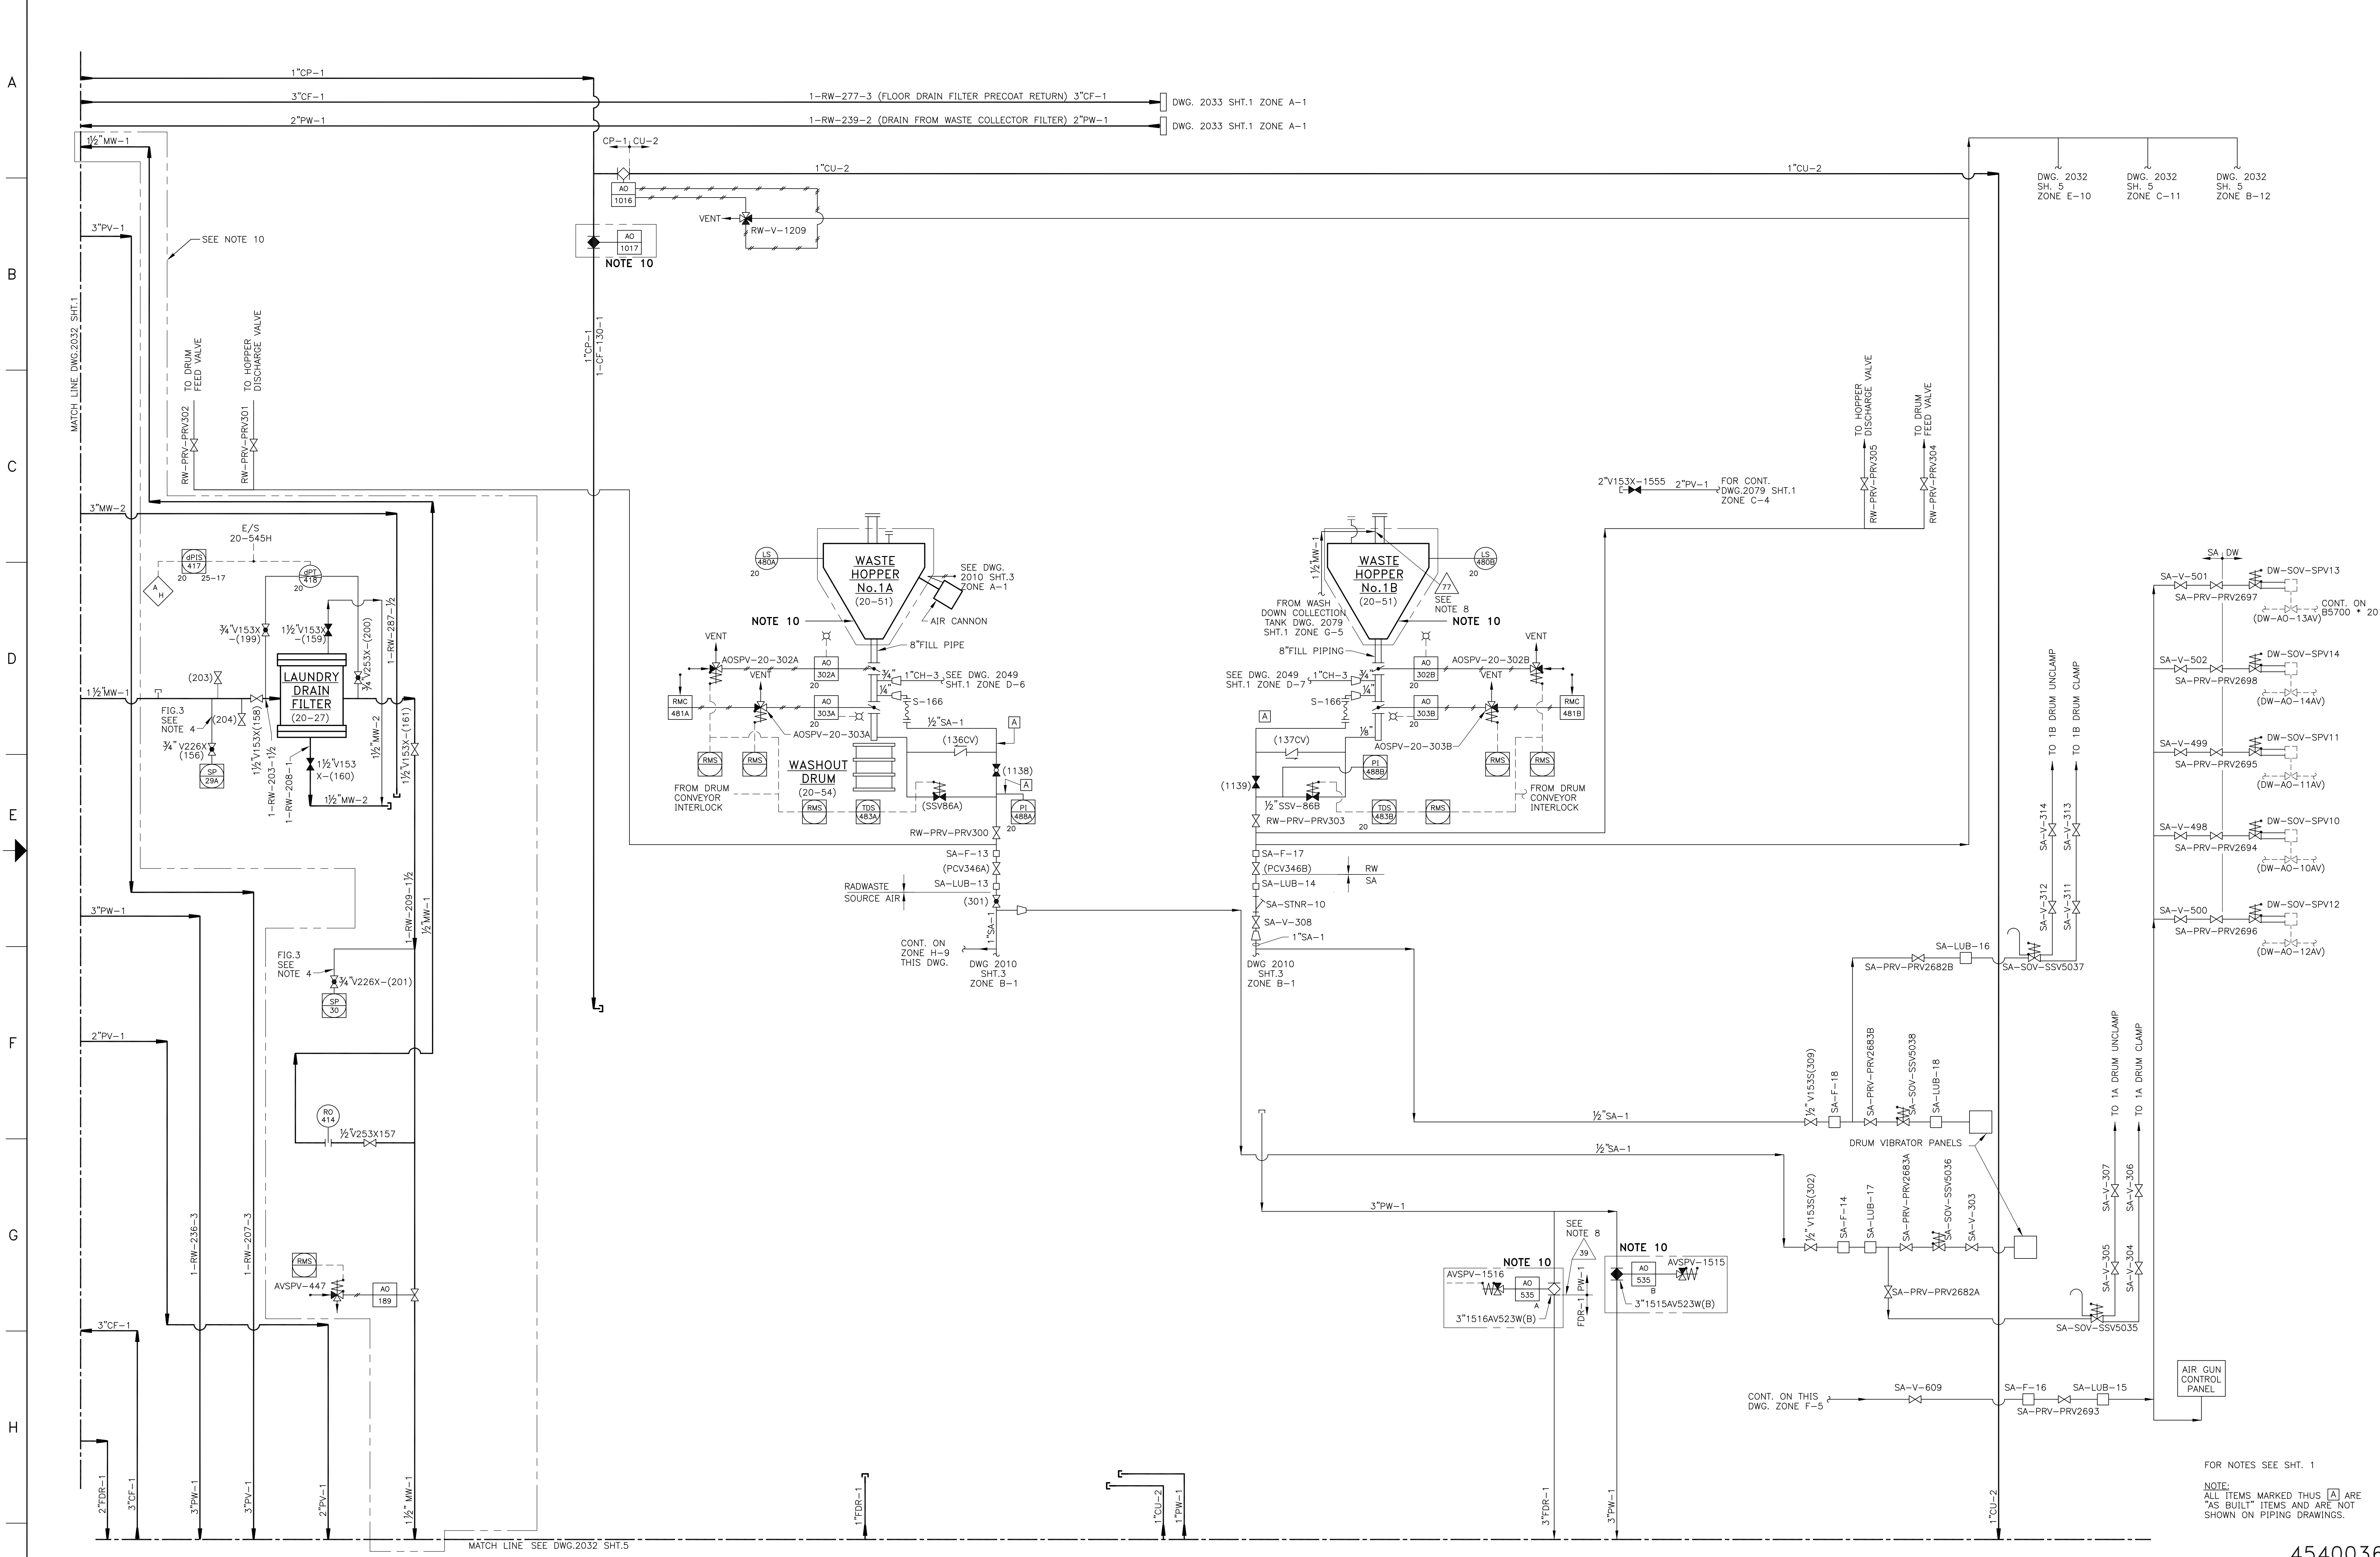 A
B
C
D
E
F
G
H
1"CP-1
3"CF-1
1-RW-277-3 (FLOOR DRAIN FILTER PRECOAT RETURN) 3"CF-1
DWG. 2033 SHT.1 ZONE A-1
2"PW-1
1-RW-239-2 (DRAIN FROM WASTE COLLECTOR FILTER) 2"PW-1
DWG. 2033 SHT.1 ZONE A-1
1½"MW-1
CP-1
CU-2
1"CU-2
1"CU-2
AO
1016
VENT
RW-V-1209
AO
1017
NOTE 10
3"PV-1
SEE NOTE 10
MATCH LINE DWG.2032 SHT.1
DWG. 2032
SH. 5
ZONE E-10
DWG. 2032
SH. 5
ZONE C-11
DWG. 2032
SH. 5
ZONE B-12
1"CP-1
1-CF-130-1
TO DRUM
FEED VALVE
TO HOPPER
DISCHARGE VALVE
RW-PRV-PRV302
RW-PRV-PRV301
3"MW-2
E/S
20-545H
dPIS
417
20
25-17
dPT
418
20
A
H
¾"V153X
-(199)
1½"V153X
-(159)
¾"V253X-(200)
1-RW-287-½
LAUNDRY
DRAIN
FILTER
(20-27)
1½"MW-1
(203)
(204)
FIG.3
SEE
NOTE 4
¾" V226X
(156)
SP
29A
1½"V153X(158)
1-RW-203-1½
1-RW-208-1
1½"V153
X-(160)
1½"MW-2
1½"MW-2
1½"V153X-(161)
1-RW-209-1½
½"MW-1
3"PW-1
FIG.3
SEE
NOTE 4
¾"V226X-(201)
SP
30
2"PV-1
RO
414
½"V253X157
1-RW-236-3
1-RW-207-3
RMS
AVSPV-447
AO
189
3"CF-1
2"FDR-1
3"CF-1
3"PW-1
3"PV-1
2"PV-1
1½" MW-1
MATCH LINE SEE DWG.2032 SHT.5
LS
480A
20
WASTE
HOPPER
No.1A
(20-51)
SEE DWG.
2010 SHT.3
ZONE A-1
AIR CANNON
NOTE 10
8"FILL PIPE
VENT
AOSPV-20-302A
AO
302A
20
¾"
1"CH-3
SEE DWG. 2049
SHT.1 ZONE D-6
VENT
¼"
S-166
RMC
481A
AO
303A
20
AOSPV-20-303A
½"SA-1
A
(136CV)
RMS
RMS
WASHOUT
DRUM
(20-54)
FROM DRUM
CONVEYOR
INTERLOCK
RMS
TDS
483A
(SSV86A)
(1138)
A
PI
488A
20
RW-PRV-PRV300
SA-F-13
(PCV346A)
SA-LUB-13
RADWASTE
SOURCE AIR
(301)
1"SA-1
CONT. ON
ZONE H-9
THIS DWG.
DWG 2010
SHT.3
ZONE B-1
1½"MW-1
WASTE
HOPPER
No.1B
(20-51)
LS
480B
20
77
SEE
NOTE 8
FROM WASH
DOWN COLLECTION
TANK DWG. 2079
SHT.1 ZONE G-5
NOTE 10
8"FILL PIPING
VENT
AO
302B
20
AOSPV-20-302B
SEE DWG. 2049
SHT.1 ZONE D-7
1"CH-3
¾"
¼"
S-166
VENT
AO
303B
20
RMC
481B
A
⅛"
(137CV)
AOSPV-20-303B
PI
488B
RMS
RMS
(1139)
½"SSV-86B
TDS
483B
20
RMS
FROM DRUM
CONVEYOR
INTERLOCK
RW-PRV-PRV303
SA-F-17
(PCV346B)
RW
SA
SA-LUB-14
SA-STNR-10
SA-V-308
1"SA-1
DWG 2010
SHT.3
ZONE B-1
2"V153X-1555
2"PV-1
FOR CONT.
DWG.2079 SHT.1
ZONE C-4
TO HOPPER
DISCHARGE VALVE
TO DRUM
FEED VALVE
RW-PRV-PRV305
RW-PRV-PRV304
SA
DW
SA-V-501
SA-PRV-PRV2697
DW-SOV-SPV13
(DW-AO-13AV)
CONT. ON
B5700 * 20
SA-V-502
SA-PRV-PRV2698
DW-SOV-SPV14
(DW-AO-14AV)
SA-V-499
SA-PRV-PRV2695
DW-SOV-SPV11
(DW-AO-11AV)
SA-V-498
SA-PRV-PRV2694
DW-SOV-SPV10
(DW-AO-10AV)
SA-V-500
SA-PRV-PRV2696
DW-SOV-SPV12
(DW-AO-12AV)
TO 1B DRUM UNCLAMP
TO 1B DRUM CLAMP
SA-V-314
SA-V-313
SA-V-312
SA-V-311
SA-LUB-16
SA-PRV-PRV2682B
SA-SOV-SSV5037
½"SA-1
½" V153S(309)
SA-F-18
SA-PRV-PRV2683B
SA-SOV-SSV5038
SA-LUB-18
DRUM VIBRATOR PANELS
½"SA-1
½" V153S(302)
SA-F-14
SA-LUB-17
SA-PRV-PRV2683A
SA-SOV-SSV5036
SA-V-303
TO 1A DRUM UNCLAMP
TO 1A DRUM CLAMP
SA-V-307
SA-V-306
SA-V-305
SA-V-304
SA-PRV-PRV2682A
SA-SOV-SSV5035
3"PW-1
SEE
NOTE 8
39
NOTE 10
AVSPV-1516
AO
535
A
3"1516AV523W(B)
PW-1
FDR-1
NOTE 10
AO
535
B
AVSPV-1515
3"1515AV523W(B)
CONT. ON THIS
DWG. ZONE F-5
SA-V-609
SA-F-16
SA-PRV-PRV2693
SA-LUB-15
AIR GUN
CONTROL
PANEL
1"FDR-1
1"CU-2
1"PW-1
3"FDR-1
3"PW-1
1"CU-2
FOR NOTES SEE SHT. 1
NOTE:
ALL ITEMS MARKED THUS A ARE
"AS BUILT" ITEMS AND ARE NOT
SHOWN ON PIPING DRAWINGS.
4540036